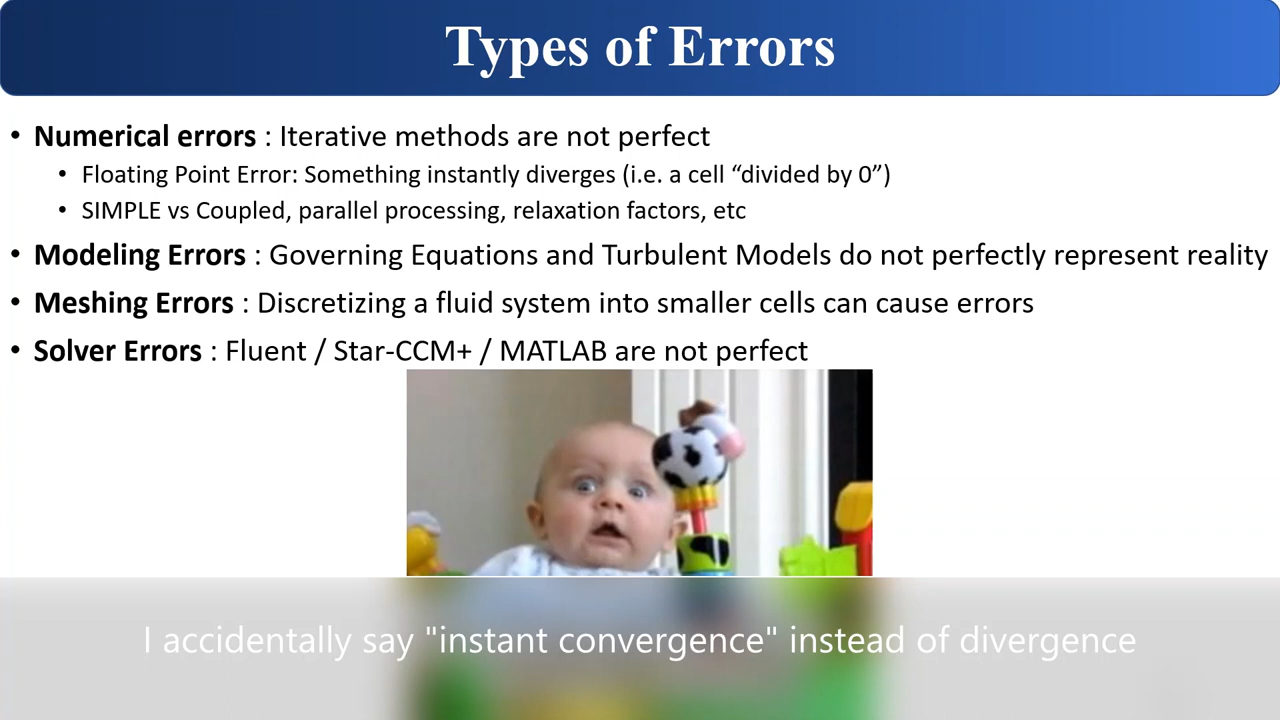 Types of Errors
• Numerical errors : Iterative methods are not perfect
• Floating Point Error: Something instantly diverges (i.e. a cell “divided by 0”)
• SIMPLE vs Coupled, parallel processing, relaxation factors, etc
• Modeling Errors : Governing Equations and Turbulent Models do not perfectly represent reality
• Meshing Errors : Discretizing a fluid system into smaller cells can cause errors
• Solver Errors : Fluent / Star-CCM+ / MATLAB are not perfect
I accidentally say "instant convergence" instead of divergence